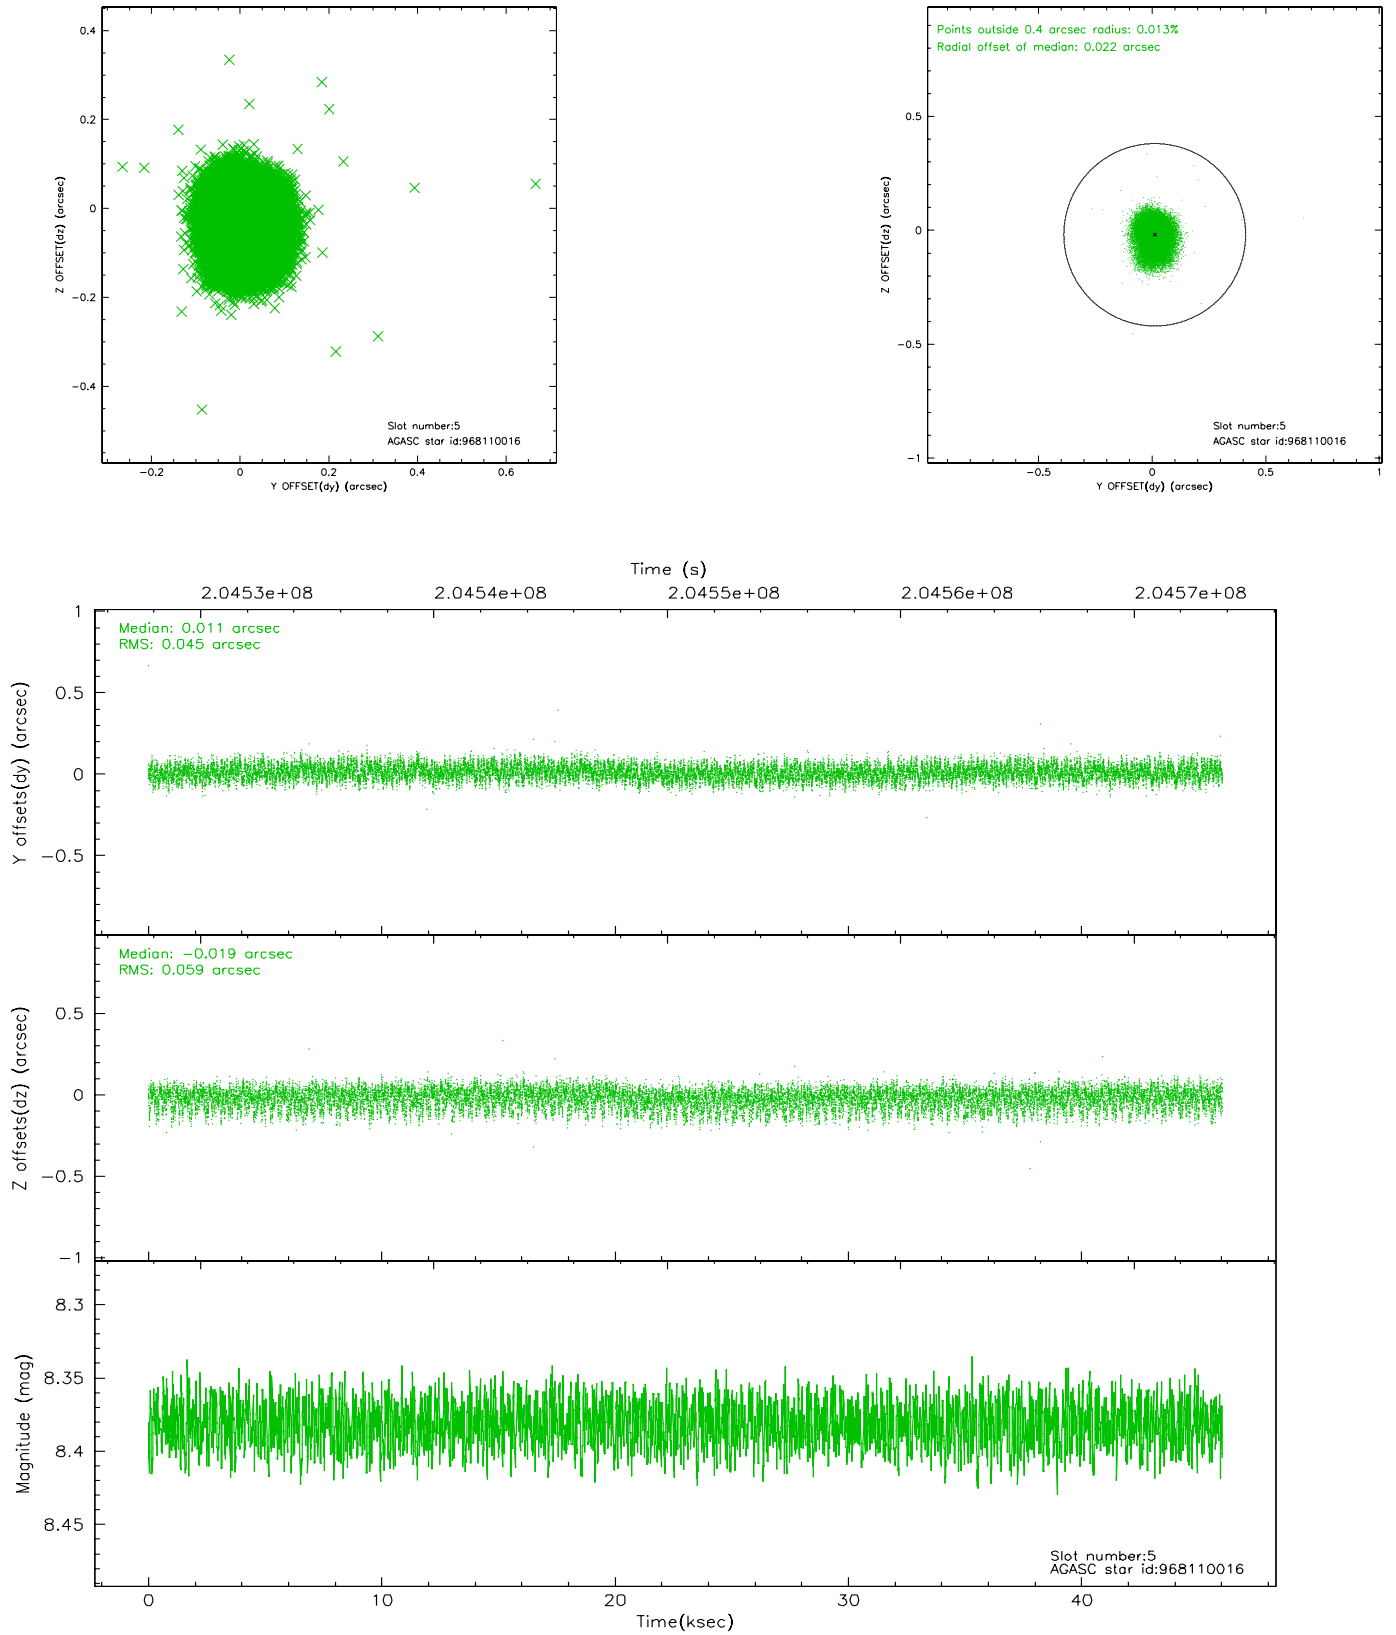 0.4
0.2
0
−0.2
−0.4
Z OFFSET(dz) (arcsec)
Slot number:5
AGASC star id:968110016
−0.2 0 0.2 0.4 0.6
Y OFFSET(dy) (arcsec)
Points outside 0.4 arcsec radius: 0.013%
Radial offset of median: 0.022 arcsec
0.5
0
−0.5
−1
Z OFFSET(dz) (arcsec)
Slot number:5
AGASC star id:968110016
−0.5 0 0.5 1
Y OFFSET(dy) (arcsec)
Time (s)
2.0453e+08 2.0454e+08 2.0455e+08 2.0456e+08 2.0457e+08
Median: 0.011 arcsec
RMS: 0.045 arcsec
1
0.5
0
−0.5
Y offsets(dy) (arcsec)
Median: −0.019 arcsec
RMS: 0.059 arcsec
0.5
0
−0.5
−1
Z offsets(dz) (arcsec)
8.3
8.35
8.4
8.45
Magnitude (mag)
Slot number:5
AGASC star id:968110016
0 10 20 30 40
Time(ksec)